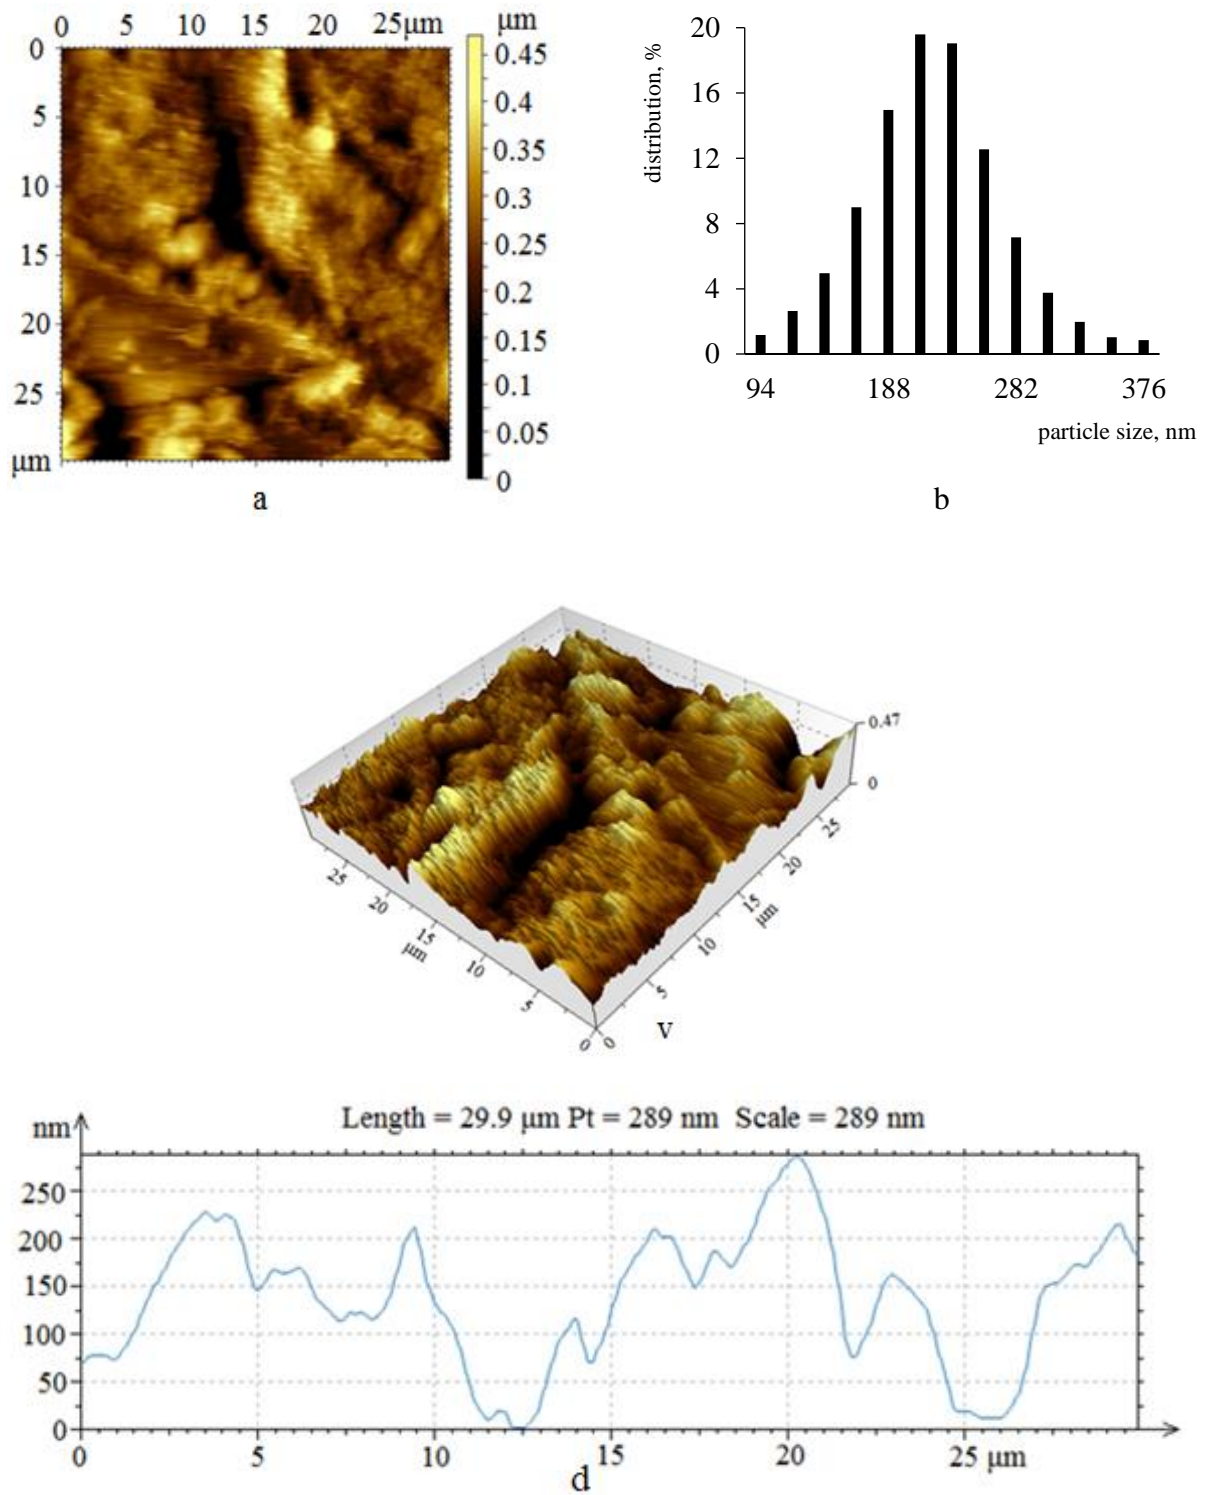 0 5 10 15 20 25μm
μm
0
5
10
15
20
25
μm
0.45
0.4
0.35
0.3
0.25
0.2
0.15
0.1
0.05
0
a
distribution, %
20
16
12
8
4
0
94 188 282 376
particle size, nm
b
0.47
0
25
20
15
μm
10
5
0
25
20
15
μm
10
5
0
v
Length = 29.9 μm Pt = 289 nm Scale = 289 nm
nm
250
200
150
100
50
0
0 5 10 15 20 25 μm
d